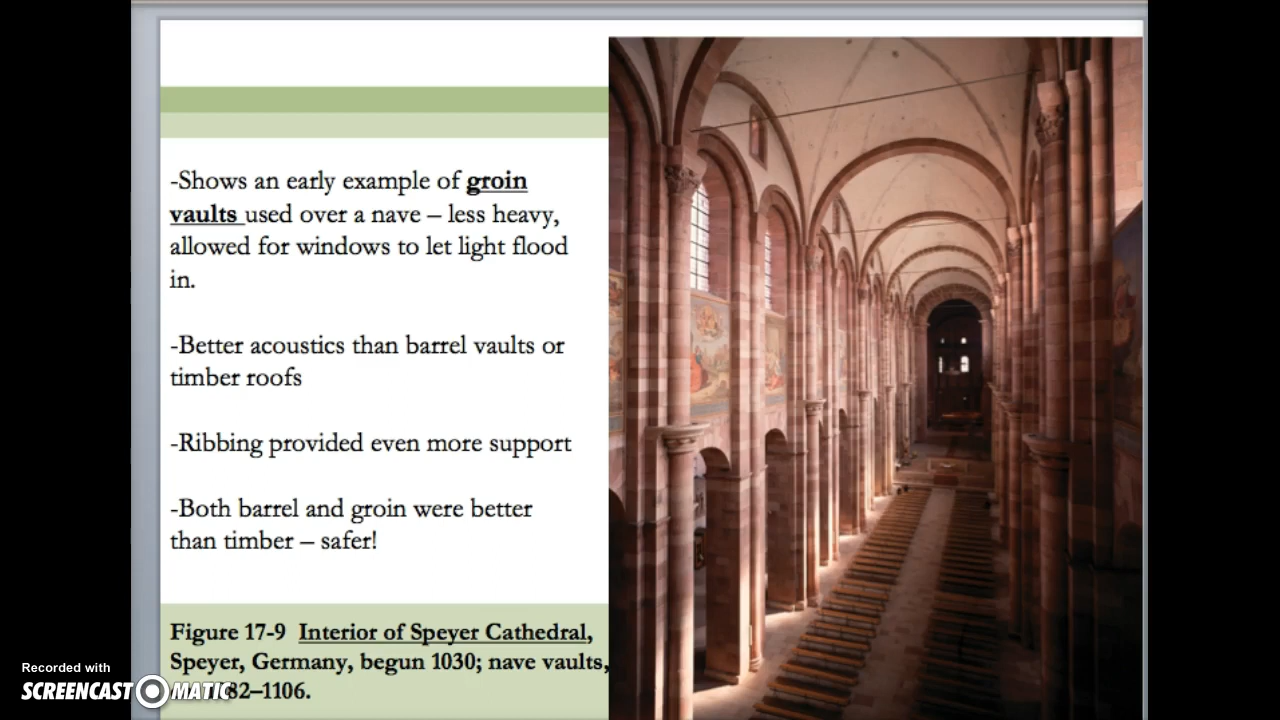 -Shows an early example of groin
vaults used over a nave – less heavy,
allowed for windows to let light flood
in.
-Better acoustics than barrel vaults or
timber roofs
-Ribbing provided even more support
-Both barrel and groin were better
than timber – safer!
Figure 17-9 Interior of Speyer Cathedral,
Speyer, Germany, begun 1030; nave vaults,
82–1106.
Recorded with
SCREENCAST MATIC